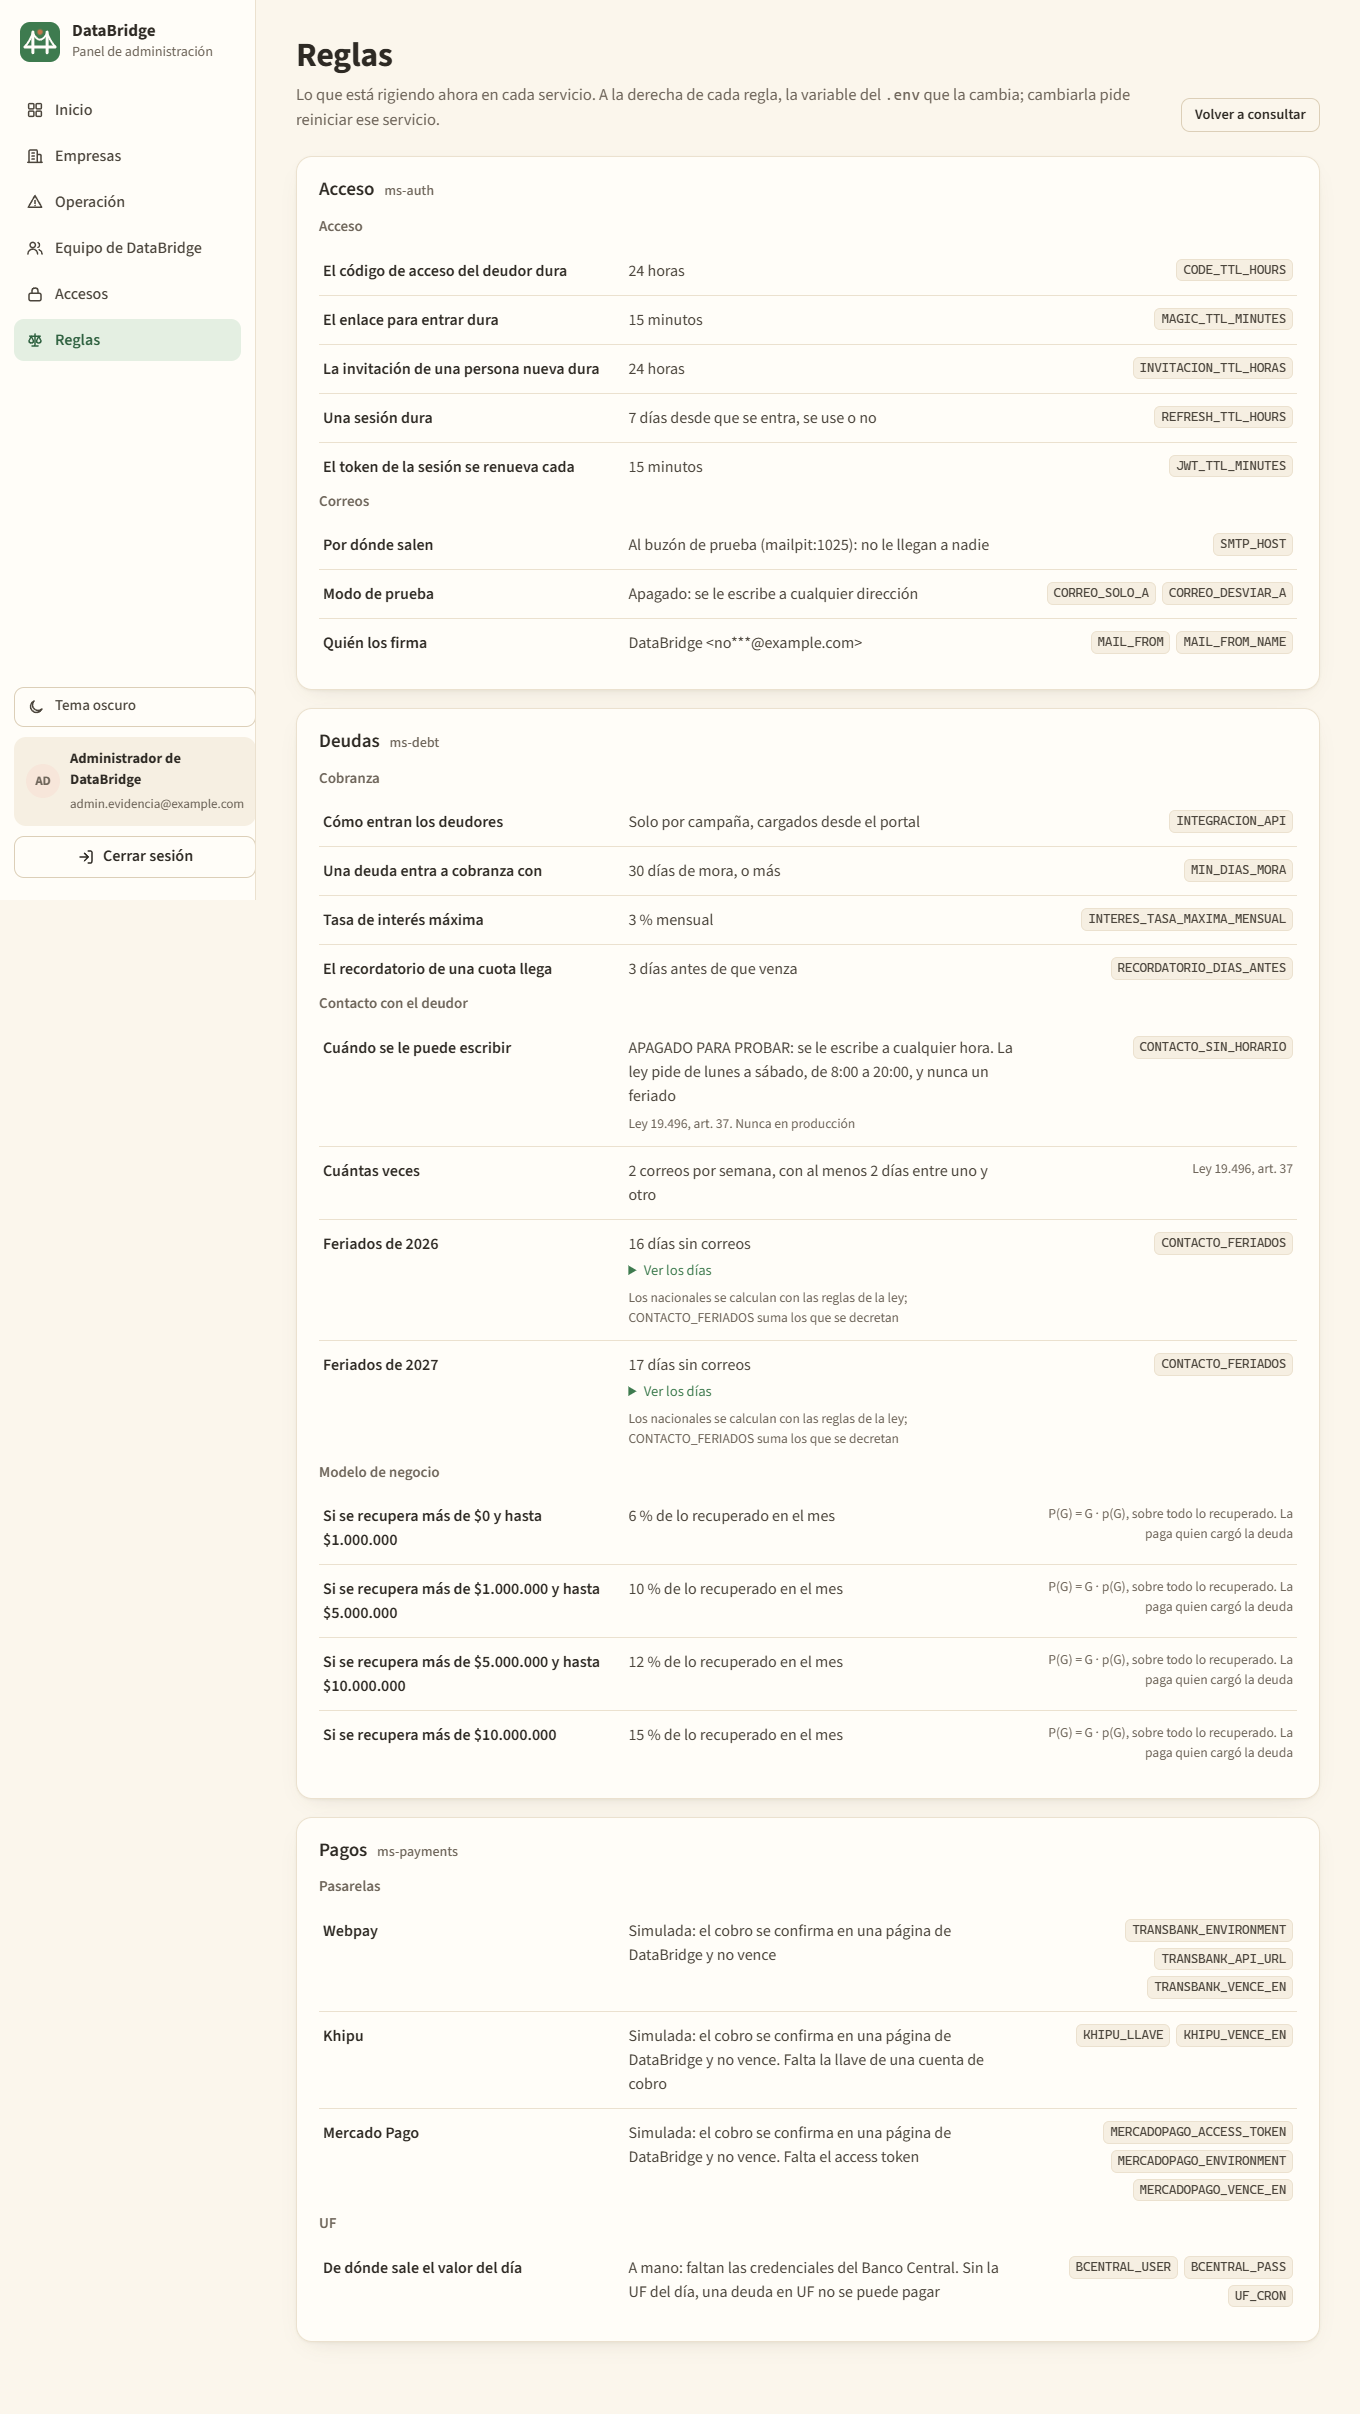 DataBridge
Panel de administración
Inicio
Empresas
Operación
Equipo de DataBridge
Accesos
Reglas
Tema oscuro
AD
Administrador de
DataBridge
admin.evidencia@example.com
Cerrar sesión
Reglas
Lo que está rigiendo ahora en cada servicio. A la derecha de cada regla, la variable del .env que la cambia; cambiarla pide
reiniciar ese servicio.
Volver a consultar
Acceso ms-auth
Acceso
El código de acceso del deudor dura 24 horas CODE_TTL_HOURS
El enlace para entrar dura 15 minutos MAGIC_TTL_MINUTES
La invitación de una persona nueva dura 24 horas INVITACION_TTL_HORAS
Una sesión dura 7 días desde que se entra, se use o no REFRESH_TTL_HOURS
El token de la sesión se renueva cada 15 minutos JWT_TTL_MINUTES
Correos
Por dónde salen Al buzón de prueba (mailpit:1025): no le llegan a nadie SMTP_HOST
Modo de prueba Apagado: se le escribe a cualquier dirección CORREO_SOLO_A CORREO_DESVIAR_A
Quién los firma DataBridge <no***@example.com> MAIL_FROM MAIL_FROM_NAME
Deudas ms-debt
Cobranza
Cómo entran los deudores Solo por campaña, cargados desde el portal INTEGRACION_API
Una deuda entra a cobranza con 30 días de mora, o más MIN_DIAS_MORA
Tasa de interés máxima 3 % mensual INTERES_TASA_MAXIMA_MENSUAL
El recordatorio de una cuota llega 3 días antes de que venza RECORDATORIO_DIAS_ANTES
Contacto con el deudor
Cuándo se le puede escribir APAGADO PARA PROBAR: se le escribe a cualquier hora. La CONTACTO_SIN_HORARIO
ley pide de lunes a sábado, de 8:00 a 20:00, y nunca un
feriado
Ley 19.496, art. 37. Nunca en producción
Cuántas veces 2 correos por semana, con al menos 2 días entre uno y Ley 19.496, art. 37
otro
Feriados de 2026 16 días sin correos CONTACTO_FERIADOS
Ver los días
Los nacionales se calculan con las reglas de la ley;
CONTACTO_FERIADOS suma los que se decretan
Feriados de 2027 17 días sin correos CONTACTO_FERIADOS
Ver los días
Los nacionales se calculan con las reglas de la ley;
CONTACTO_FERIADOS suma los que se decretan
Modelo de negocio
Si se recupera más de $0 y hasta 6 % de lo recuperado en el mes P(G) = G · p(G), sobre todo lo recuperado. La
$1.000.000 paga quien cargó la deuda
Si se recupera más de $1.000.000 y hasta 10 % de lo recuperado en el mes P(G) = G · p(G), sobre todo lo recuperado. La
$5.000.000 paga quien cargó la deuda
Si se recupera más de $5.000.000 y hasta 12 % de lo recuperado en el mes P(G) = G · p(G), sobre todo lo recuperado. La
$10.000.000 paga quien cargó la deuda
Si se recupera más de $10.000.000 15 % de lo recuperado en el mes P(G) = G · p(G), sobre todo lo recuperado. La
paga quien cargó la deuda
Pagos ms-payments
Pasarelas
Webpay Simulada: el cobro se confirma en una página de TRANSBANK_ENVIRONMENT
DataBridge y no vence TRANSBANK_API_URL
TRANSBANK_VENCE_EN
Khipu Simulada: el cobro se confirma en una página de KHIPU_LLAVE KHIPU_VENCE_EN
DataBridge y no vence. Falta la llave de una cuenta de
cobro
Mercado Pago Simulada: el cobro se confirma en una página de MERCADOPAGO_ACCESS_TOKEN
DataBridge y no vence. Falta el access token MERCADOPAGO_ENVIRONMENT
MERCADOPAGO_VENCE_EN
UF
De dónde sale el valor del día A mano: faltan las credenciales del Banco Central. Sin la BCENTRAL_USER BCENTRAL_PASS
UF del día, una deuda en UF no se puede pagar UF_CRON